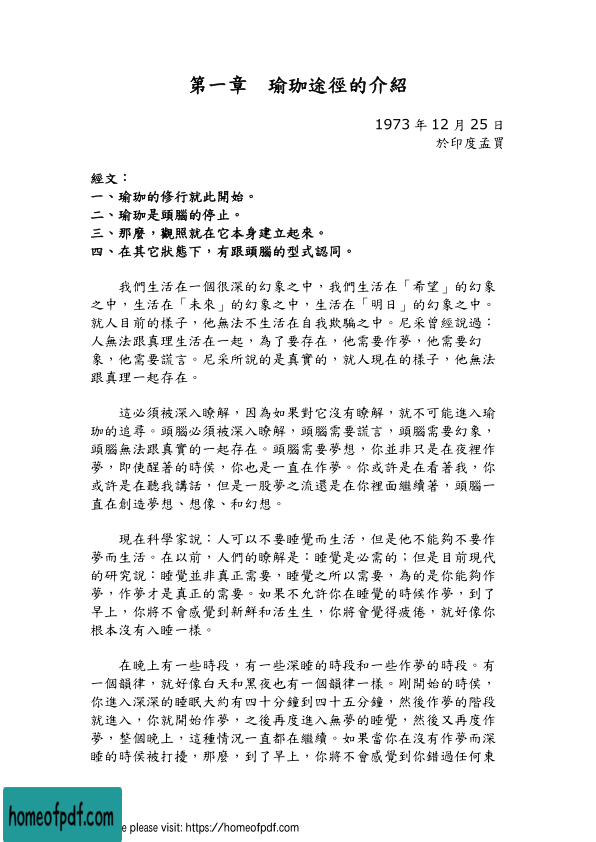 第一章　瑜珈途徑的介紹
1973 年 12 月 25 日
於印度孟買
經文：
一、瑜珈的修行就此開始。
二、瑜珈是頭腦的停止。
三、那麼，觀照就在它本身建立起來。
四、在其它狀態下，有跟頭腦的型式認同。
我們生活在一個很深的幻象之中，我們生活在「希望」的幻象
之中，生活在「未來」的幻象之中，生活在「明日」的幻象之中。
就人目前的樣子，他無法不生活在自我欺騙之中。尼采曾經說過：
人無法跟真理生活在一起，為了要存在，他需要作夢，他需要幻
象，他需要謊言。尼采所說的是真實的，就人現在的樣子，他無法
跟真理一起存在。
這必須被深入瞭解，因為如果對它沒有瞭解，就不可能進入瑜
珈的追尋。頭腦必須被深入瞭解，頭腦需要謊言，頭腦需要幻象，
頭腦無法跟真實的一起存在。頭腦需要夢想，你並非只是在夜裡作
夢，即使醒著的時侯，你也是一直在作夢。你或許是在看著我，你
或許是在聽我講話，但是一股夢之流還是在你裡面繼續著，頭腦一
直在創造夢想、想像、和幻想。
現在科學家說：人可以不要睡覺而生活，但是他不能夠不要作
夢而生活。在以前，人們的瞭解是：睡覺是必需的；但是目前現代
的研究說：睡覺並非真正需要，睡覺之所以需要，為的是你能夠作
夢，作夢才是真正的需要。如果不允許你在睡覺的時候作夢，到了
早上，你將不會感覺到新鮮和活生生，你將會覺得疲倦，就好像你
根本沒有入睡一樣。
在晚上有一些時段，有一些深睡的時段和一些作夢的時段。有
一個韻律，就好像白天和黑夜也有一個韻律一樣。剛開始的時侯，
你進入深深的睡眠大約有四十分鐘到四十五分鐘，然後作夢的階段
就進入，你就開始作夢，之後再度進入無夢的睡覺，然後又再度作
夢，整個晚上，這種情況一直都在繼續。如果當你在沒有作夢而深
睡的時侯被打擾，那麼，到了早上，你將不會感覺到你錯過任何東
homeofpdf.com
e please visit: https://homeofpdf.com